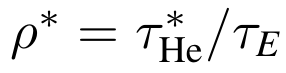 ρ* = τ*_He/τ_E